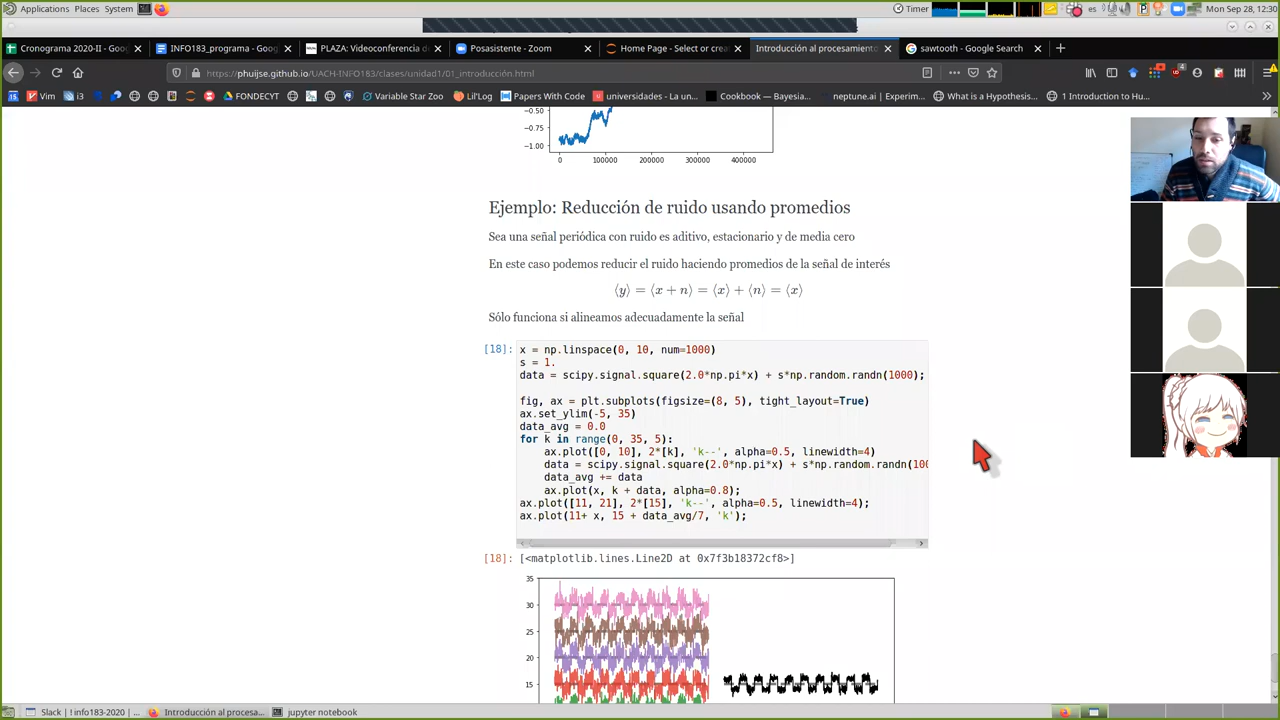 Applications Places System
Timer
es
Mon Sep 28, 12:30
Cronograma 2020-II - Goo
INFO183_programa - Goog
PLAZA: Videoconferencia d
Posasistente - Zoom
Home Page - Select or crea
Introducción al procesamiento
sawtooth - Google Search
https://phuijse.github.io/UACH-INFO183/clases/unidad1/01_introducción.html
Vim
i3
FONDECYT
Variable Star Zoo
Lil'Log
Papers With Code
universidades - La un...
Cookbook — Bayesia...
neptune.ai | Experim...
What is a Hypothesis...
1 Introduction to Hu...
−0.50
−0.75
−1.00
0 100000 200000 300000 400000
Ejemplo: Reducción de ruido usando promedios
Sea una señal periódica con ruido es aditivo, estacionario y de media cero
En este caso podemos reducir el ruido haciendo promedios de la señal de interés
⟨y⟩ = ⟨x + n⟩ = ⟨x⟩ + ⟨n⟩ = ⟨x⟩
Sólo funciona si alineamos adecuadamente la señal
[18]: x = np.linspace(0, 10, num=1000)
s = 1.
data = scipy.signal.square(2.0*np.pi*x) + s*np.random.randn(1000);
fig, ax = plt.subplots(figsize=(8, 5), tight_layout=True)
ax.set_ylim(-5, 35)
data_avg = 0.0
for k in range(0, 35, 5):
ax.plot([0, 10], 2*[k], 'k--', alpha=0.5, linewidth=4)
data = scipy.signal.square(2.0*np.pi*x) + s*np.random.randn(100
data_avg += data
ax.plot(x, k + data, alpha=0.8);
ax.plot([11, 21], 2*[15], 'k--', alpha=0.5, linewidth=4);
ax.plot(11+ x, 15 + data_avg/7, 'k');
[18]: [<matplotlib.lines.Line2D at 0x7f3b18372cf8>]
35
30
25
20
15
Slack | ! info183-2020 | ...
Introducción al procesa...
jupyter notebook